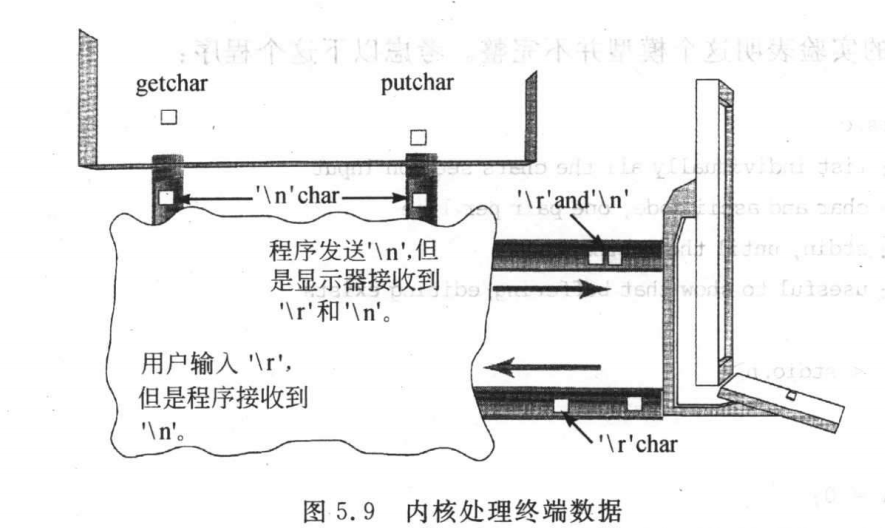 getchar
putchar
'\n'char
'\r'and'\n'
程序发送'\n',但
是显示器接收到
'\r'和'\n'。
用户输入 '\r',
但是程序接收到
'\n'。
'\r'char
图 5.9 内核处理终端数据